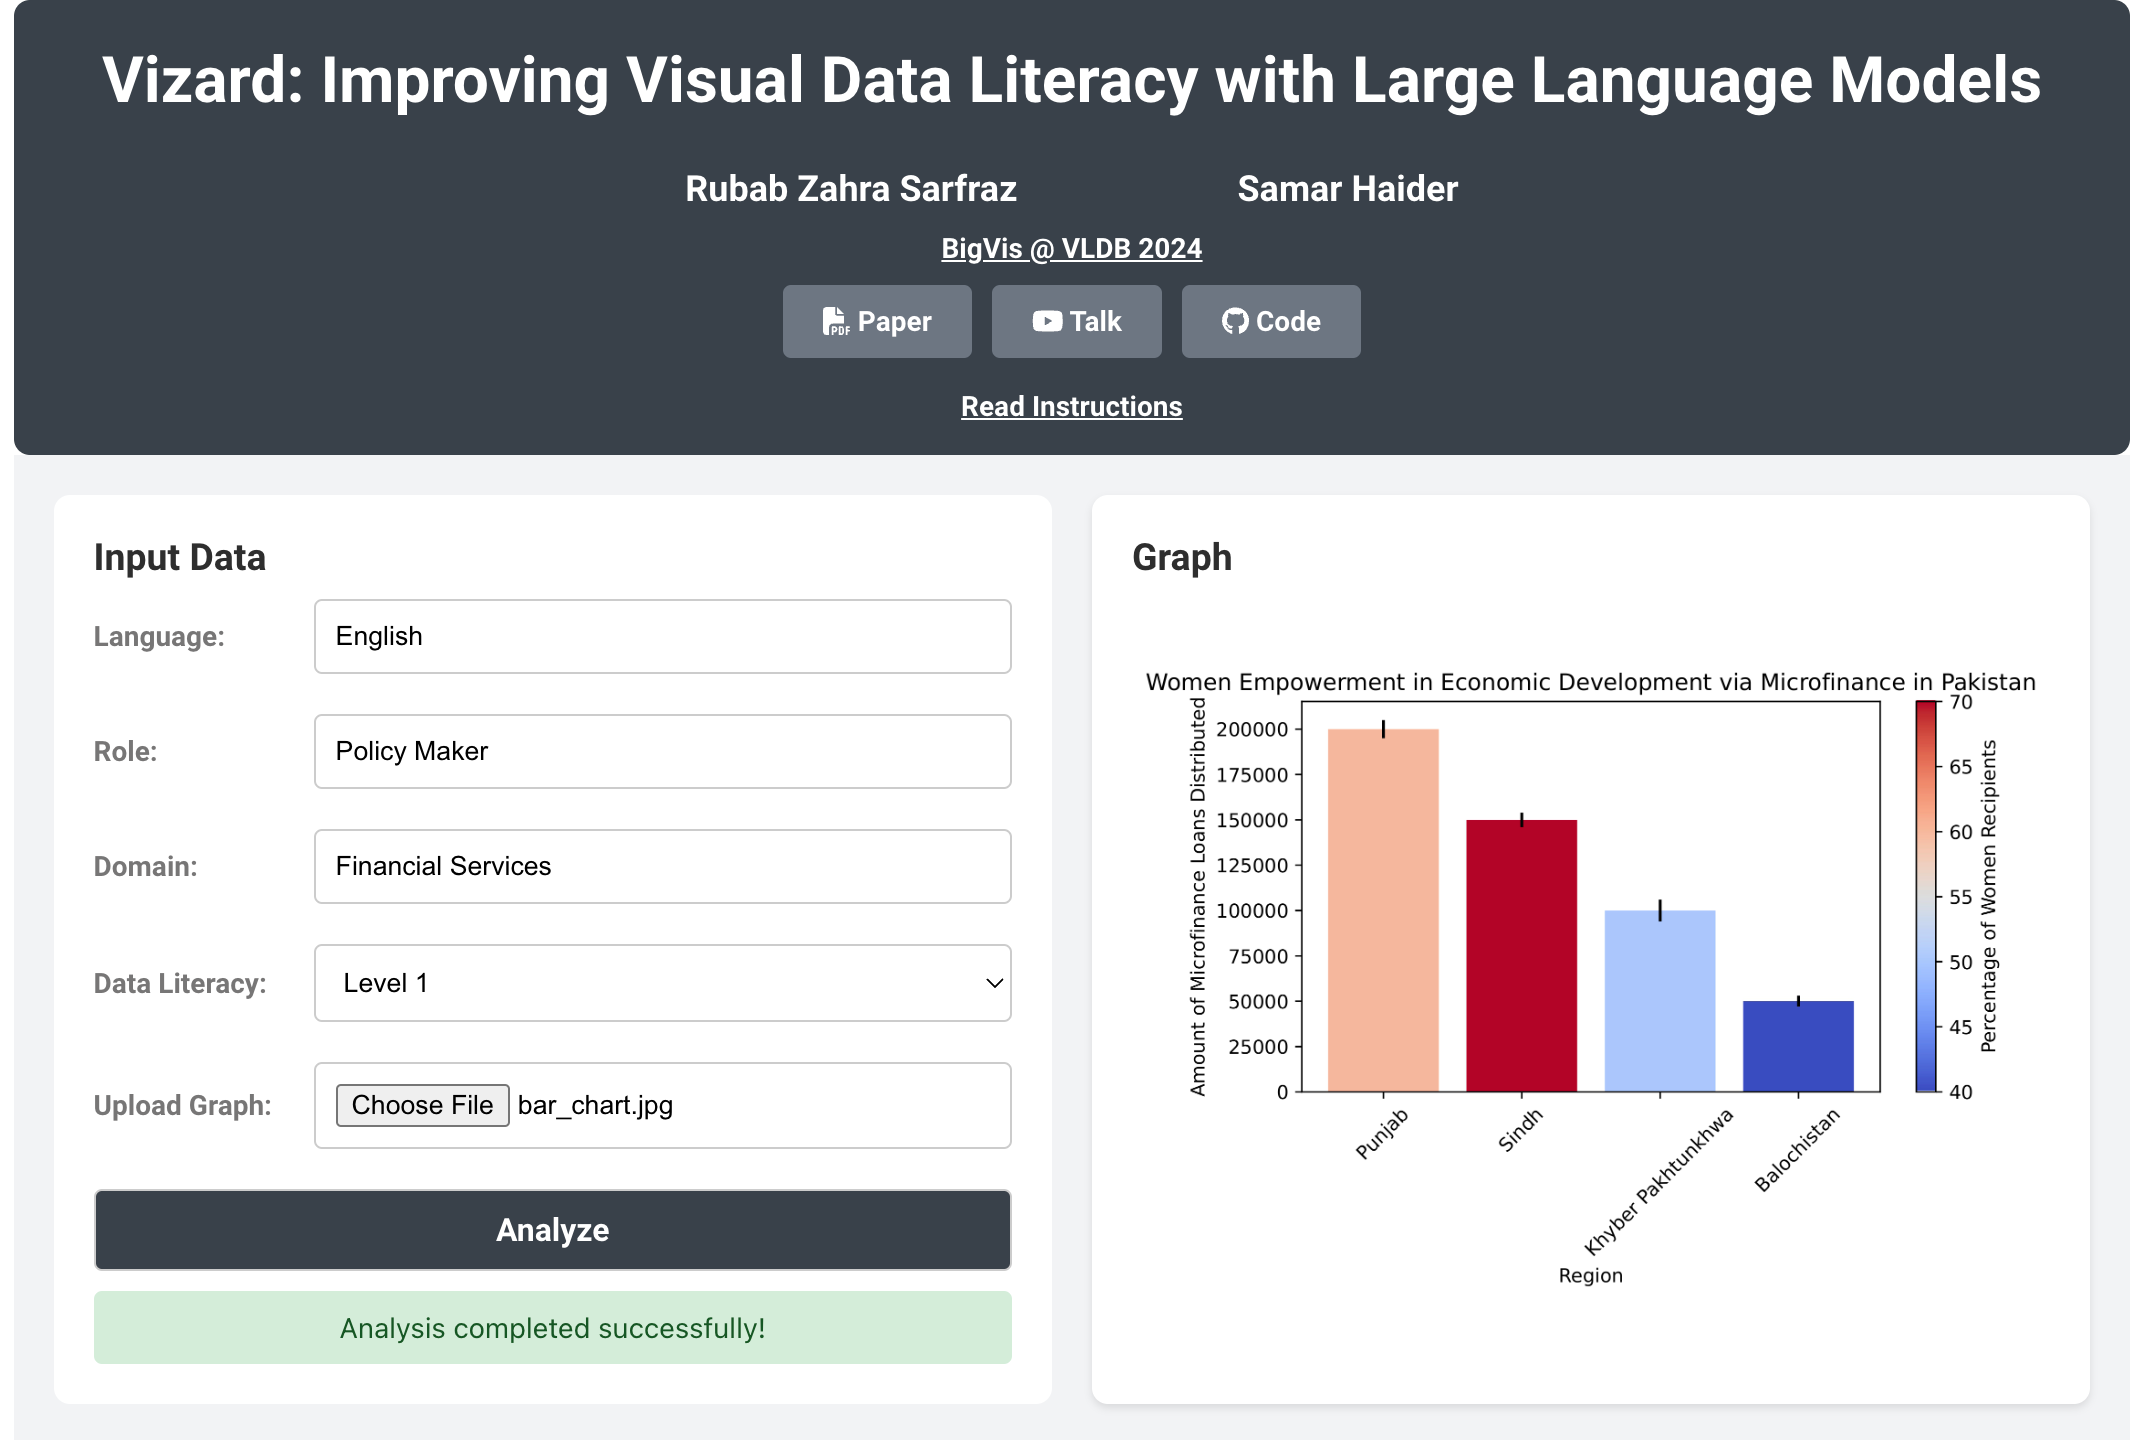 Vizard: Improving Visual Data Literacy with Large Language Models
Rubab Zahra Sarfraz
Samar Haider
BigVis @ VLDB 2024
PDF Paper
Talk
Code
Read Instructions
Input Data
Language:
English
Role:
Policy Maker
Domain:
Financial Services
Data Literacy:
Level 1
Upload Graph:
Choose File bar_chart.jpg
Analyze
Analysis completed successfully!
Graph
Women Empowerment in Economic Development via Microfinance in Pakistan
Amount of Microfinance Loans Distributed
200000
175000
150000
125000
100000
75000
50000
25000
0
Punjab
Sindh
Khyber Pakhtunkhwa
Balochistan
Region
70
65
60
55
50
45
40
Percentage of Women Recipients